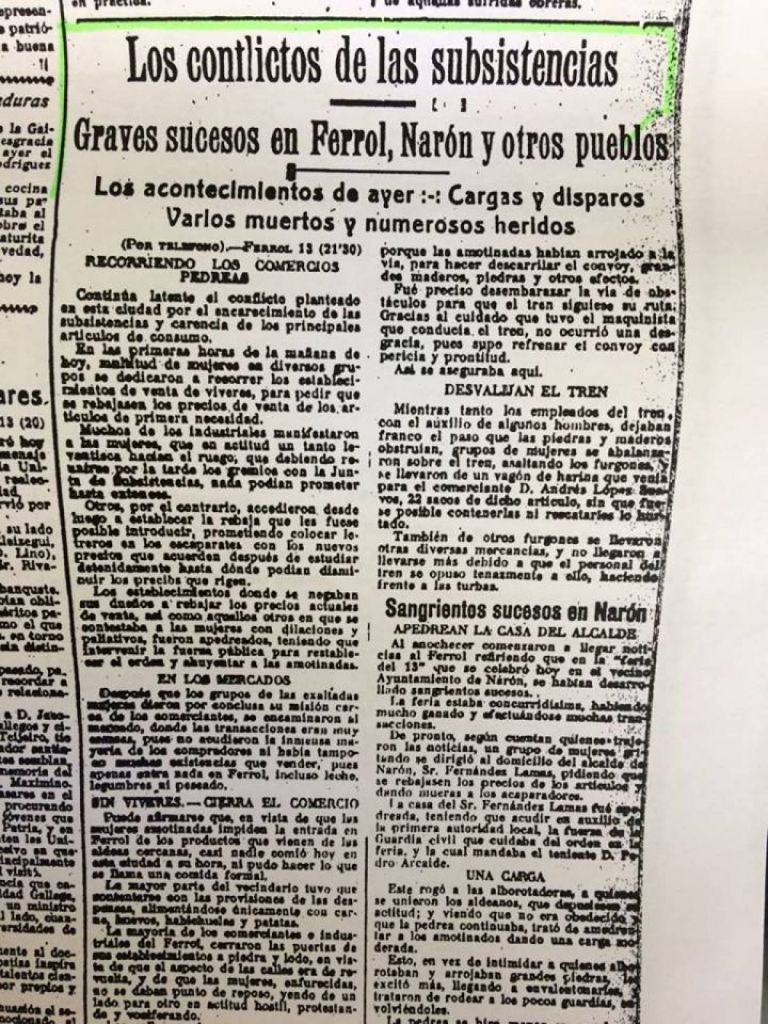 Los conflictos de las subsistencias
Graves sucesos en Ferrol, Narón y otros pueblos
Los acontecimientos de ayer :-: Cargas y disparos
Varios muertos y numerosos heridos
(POR TELEFONO).—FERROL 13 (21'30)
RECORRIENDO LOS COMERCIOS
PEDREAS
Continúa latente el conflicto planteado
en esta ciudad por el encarecimiento de las
subsistencias y carencia de los principales
artículos de consumo.
En las primeras horas de la mañana de
hoy, multitud de mujeres en diversos gru-
pos se dedicaron a recorrer los estableci-
mientos de venta de víveres, para pedir que
se rebajasen los precios de venta de los ar-
tículos de primera necesidad.
Muchos de los industriales manifestaron
a las mujeres, que en actitud un tanto le-
vantisca hacían el ruego, que debiendo re-
unirse por la tarde los gremios con la Jun-
ta de Subsistencias, nada podían prometer
hasta entonces.
Otros, por el contrario, accedieron desde
luego a establecer la rebaja que les fuese
posible introducir, prometiendo colocar le-
treros en los escaparates con los nuevos
precios que acuerden después de estudiar
detenidamente hasta dónde podían dismi-
nuir los precios que rigen.
Los establecimientos donde se negaban
sus dueños a rebajar los precios actuales
de venta, así como aquellos otros en que se
contestaba a las mujeres con dilaciones y
paliativos, fueron apedreados, teniendo que
intervenir la fuerza pública para restable-
cer el orden y ahuyentar a las amotinadas.
EN LOS MERCADOS
Después que los grupos de las exaltadas
mujeres dieron por conclusa su misión cer-
ca de los comerciantes, se encaminaron al
mercado, donde las transacciones eran muy
escasas, pues no acudieron la inmensa ma-
yoría de los compradores ni había tampo-
co muchas existencias que vender, pues
apenas entra nada en Ferrol, incluso leche,
legumbres ni pescado.
SIN VIVERES.—CIERRA EL COMERCIO
Puede afirmarse que, en vista de que las
mujeres amotinadas impiden la entrada en
Ferrol de los productos que vienen de las
aldeas cercanas, casi nadie comió hoy en
esta ciudad a su hora, ni pudo hacer lo que
se llama una comida formal.
La mayor parte del vecindario tuvo que
contentarse con las provisiones de las des-
pensas, alimentándose únicamente con car-
ne, huevos, habichuelas y patatas.
La mayoría de los comerciantes e indus-
triales del Ferrol, cerraron las puertas de
sus establecimientos a piedra y lodo, en vis-
ta de que el aspecto de las calles era de re-
vuelta, y de que las mujeres, enfurecidas,
no se daban punto de reposo, yendo de un
lado para otro en actitud hostil, protestan-
do y vociferando.
porque las amotinadas habían arrojado a la
vía, para hacer descarrilar el convoy, gran-
des maderos, piedras y otros efectos.
Fué preciso desembarazar la vía de obs-
táculos para que el tren siguiese su ruta.
Gracias al cuidado que tuvo el maquinista
que conducía el tren, no ocurrió una des-
gracia, pues supo refrenar el convoy con
pericia y prontitud.
Así se aseguraba aquí.
DESVALIJAN EL TREN
Mientras tanto los empleados del tren,
con el auxilio de algunos hombres, dejaban
franco el paso que las piedras y maderos
obstruían, grupos de mujeres se abalanza-
ron sobre el tren, asaltando los furgones, y
se llevaron de un vagón de harina que venía
para el comerciante D. Andrés López
22 sacos de dicho artículo, sin que fue-
se posible contenerlas ni rescatarles lo hur-
tado.
También de otros furgones se llevaron
otras diversas mercancías, y no llegaron a
llevarse más debido a que el personal del
tren se opuso tenazmente a ello, haciendo
frente a las turbas.
Sangrientos sucesos en Narón
APEDREAN LA CASA DEL ALCALDE
Al anochecer comenzaron a llegar noti-
cias al Ferrol refiriendo que en la "feria
del 13" que se celebró hoy en el vecino
Ayuntamiento de Narón, se habían desarro-
llado sangrientos sucesos.
La feria estaba concurridísima, habiendo
mucho ganado y efectuándose muchas tran-
sacciones.
De pronto, según cuentan quienes traje-
ron las noticias, un grupo de mujeres gri-
tando se dirigió al domicilio del alcalde de
Narón, Sr. Fernández Lamas, pidiendo que
se rebajasen los precios de los artículos y
dando mueras a los acaparadores.
La casa del Sr. Fernández Lamas fué ape-
dreada, teniendo que acudir en auxilio de
la primera autoridad local, la fuerza de la
Guardia civil que cuidaba del orden en la
feria, y la cual mandaba el teniente D. Pe-
dro Arcaide.
UNA CARGA
Este rogó a las alborotadoras, a quienes
se unieron los aldeanos, que depusiesen su
actitud; y viendo que no era obedecido y
que la pedrea continuaba, trató de amedren-
tar a los amotinados dando una carga mo-
derada.
Esto, en vez de intimidar a quienes albo-
rotaban y arrojaban grandes piedras, les
excitó más, llegando a envalentonarles, y
trataron de rodear a los pocos guardias, en-
volviéndoles.